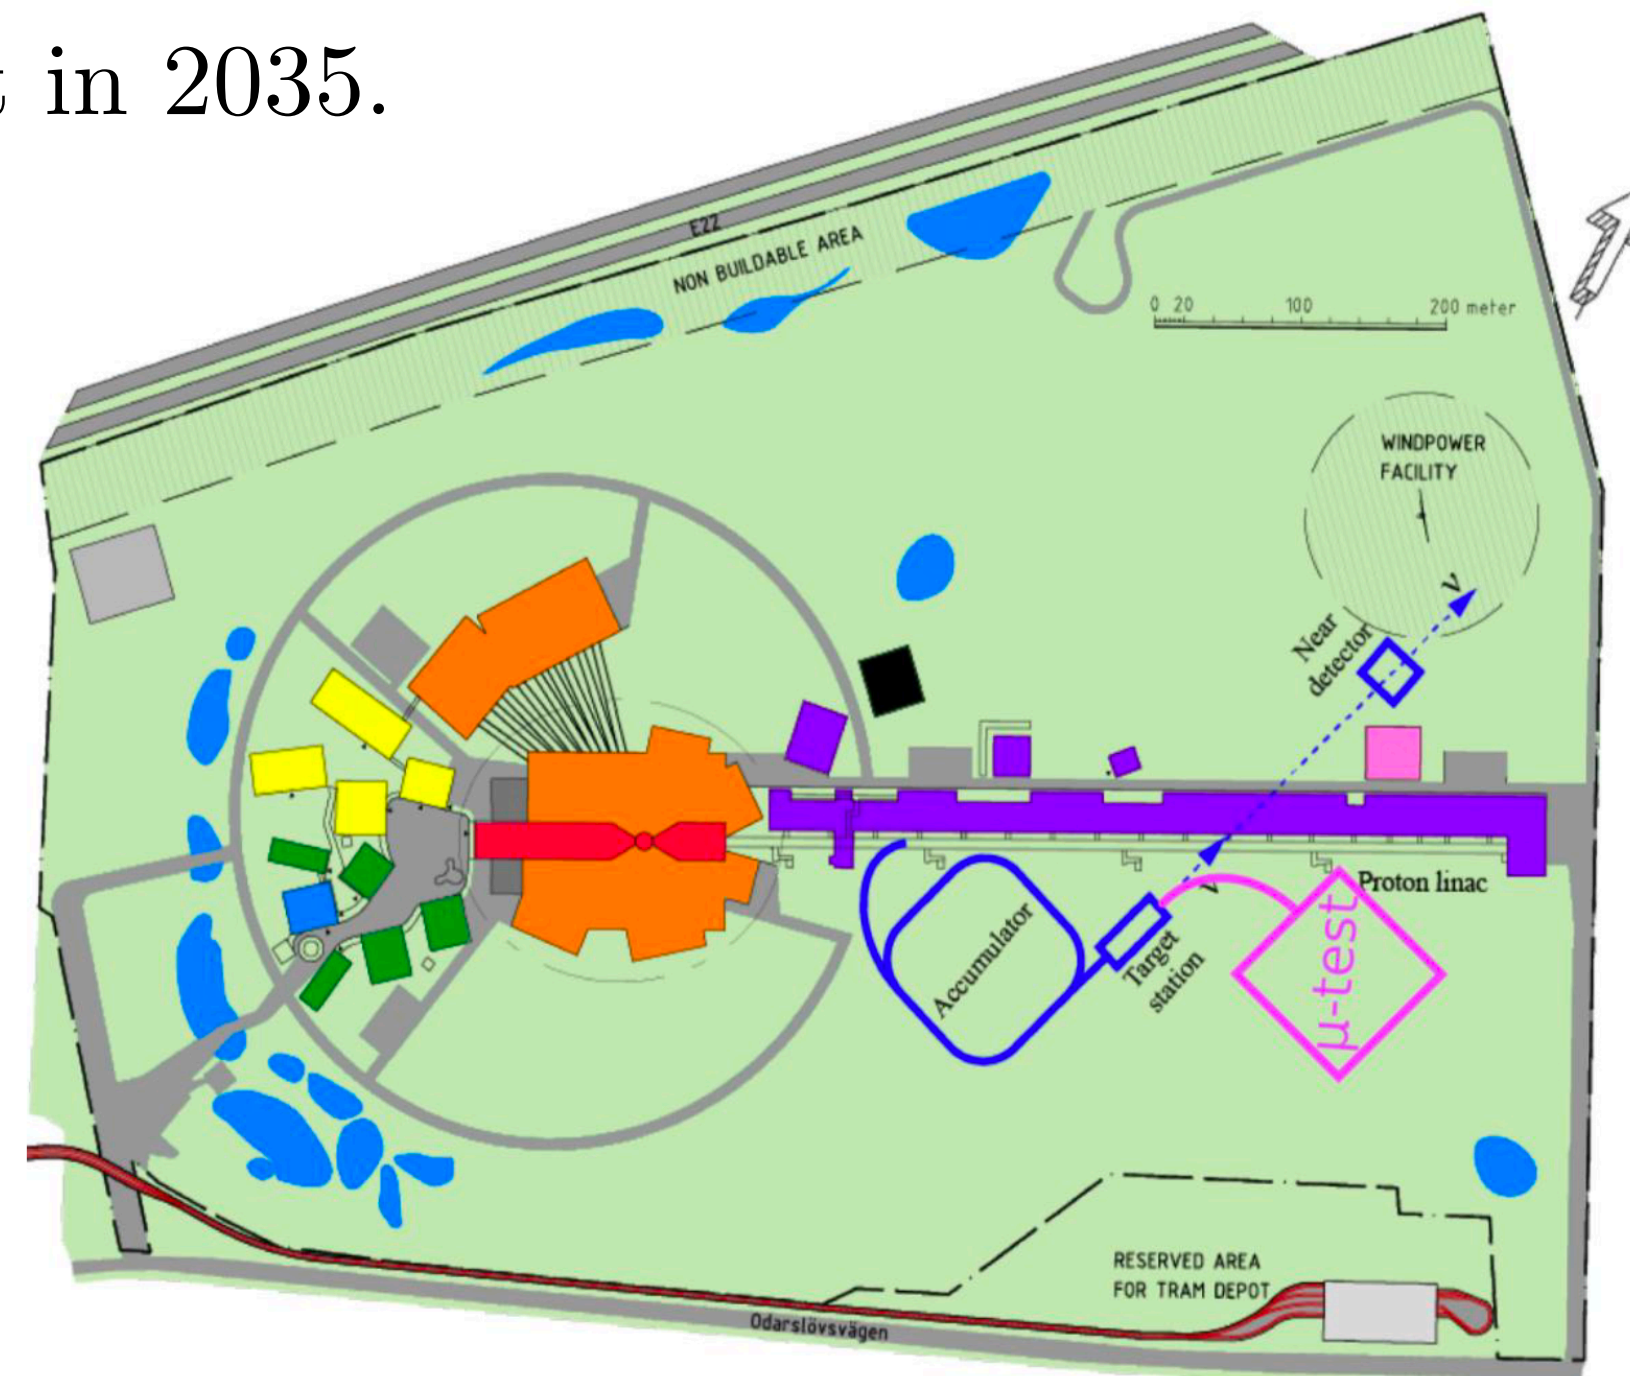 in 2035.
E22
NON BUILDABLE AREA
0 20 100 200 meter
WINDPOWER
FACILITY
ν
Near
detector
Proton linac
ν
Accumulator
Target
station
μ-test
RESERVED AREA
FOR TRAM DEPOT
Odarslövsvägen